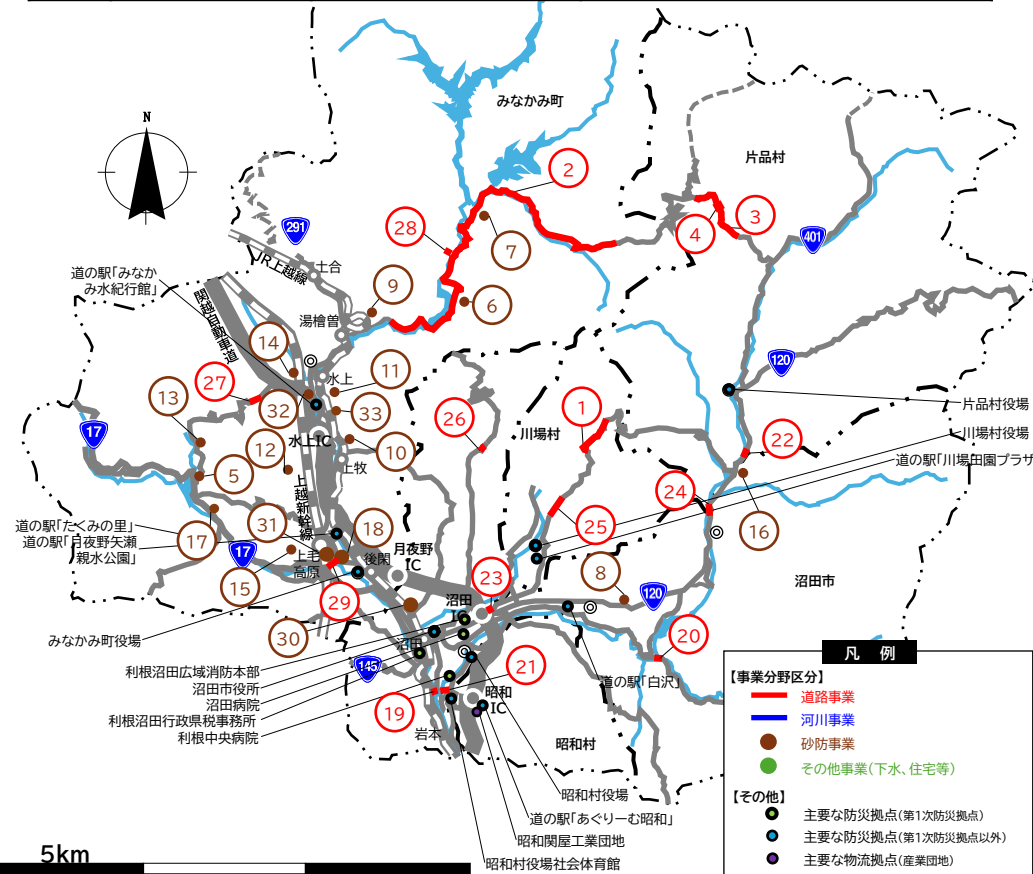 N
みなかみ町
片品村
2
3
4
28
7
291
401
JR上越線
土合
道の駅「みなか
み水紀行館」
関越自動車道
9
6
湯檜曽
14
11
120
27
水上
13
32
33
26
1
片品村役場
17
水上IC
川場村
川場村役場
12
10
22
道の駅「川場田園プラザ
5
上牧
上越新幹線
24
道の駅「たくみの里」
31
18
25
16
道の駅「月夜野矢瀬
親水公園」
17
17
上毛
高原
後閑
月夜野
IC
15
29
23
8
120
沼田市
30
沼田
IC
みなかみ町役場
沼田
20
145
利根沼田広域消防本部
21
凡 例
沼田市役所
道の駅「白沢」
【事業分野区分】
沼田病院
19
昭和
IC
道路事業
利根沼田行政県税事務所
河川事業
利根中央病院
岩本
昭和村
砂防事業
その他事業(下水、住宅等)
昭和村役場
【その他】
道の駅「あぐりーむ昭和」
主要な防災拠点(第1次防災拠点)
昭和関屋工業団地
主要な防災拠点(第1次防災拠点以外)
5km
昭和村役場社会体育館
主要な物流拠点(産業団地)